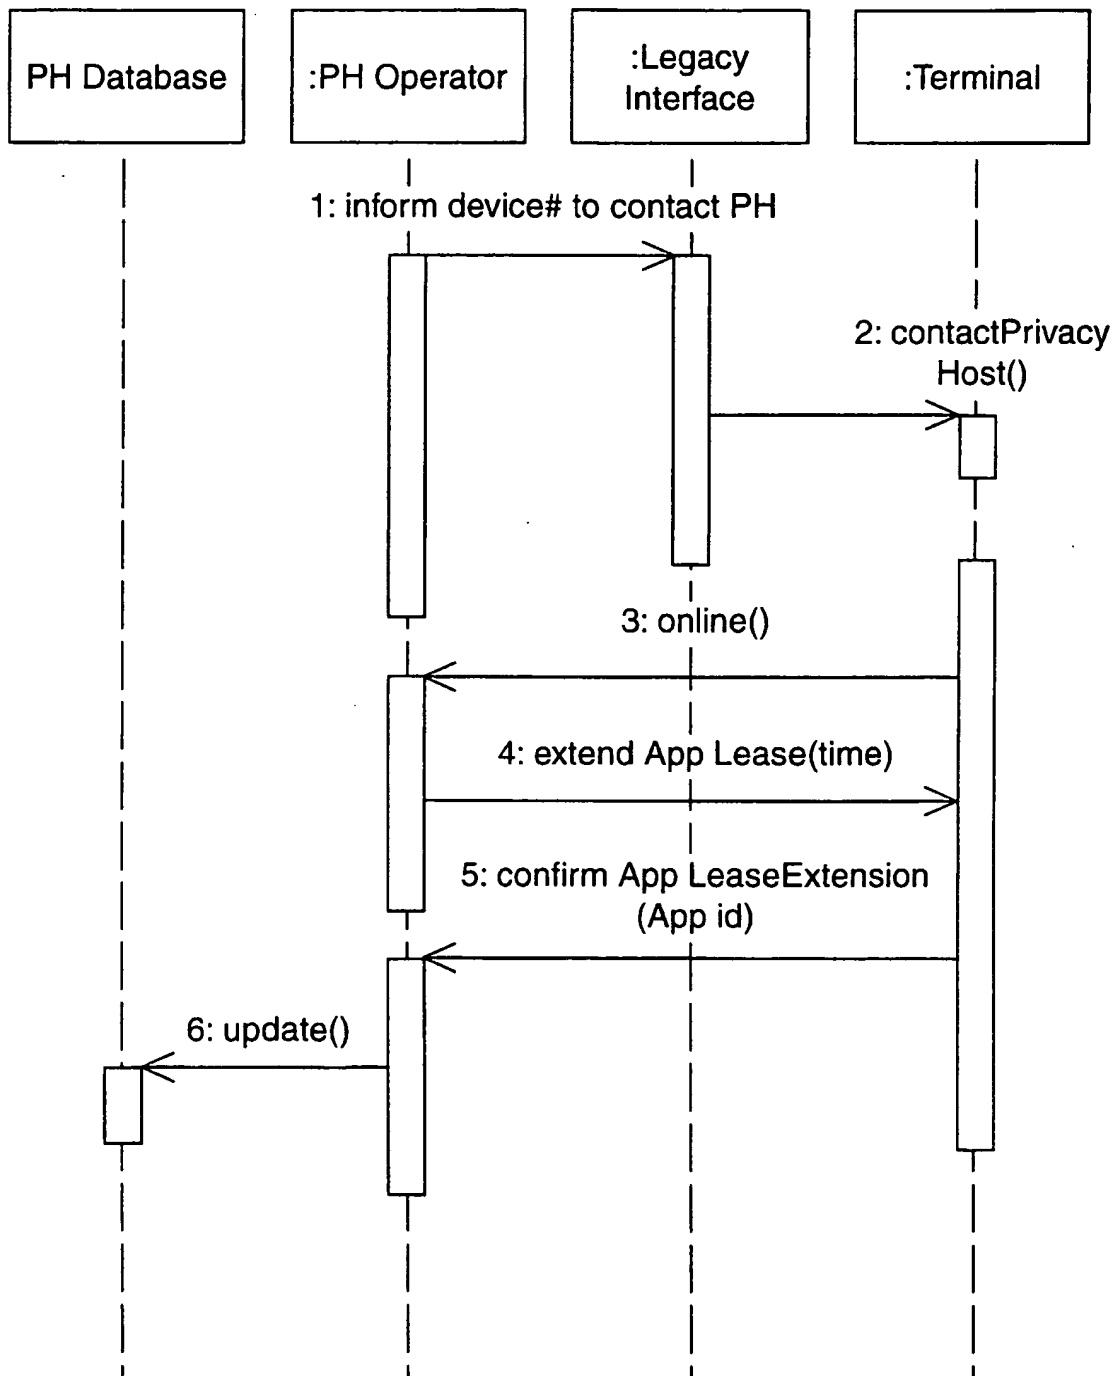 PH Database
:PH Operator
:Legacy
Interface
:Terminal
1: inform device# to contact PH
2: contactPrivacy
Host()
3: online()
4: extend App Lease(time)
5: confirm App LeaseExtension
(App id)
6: update()